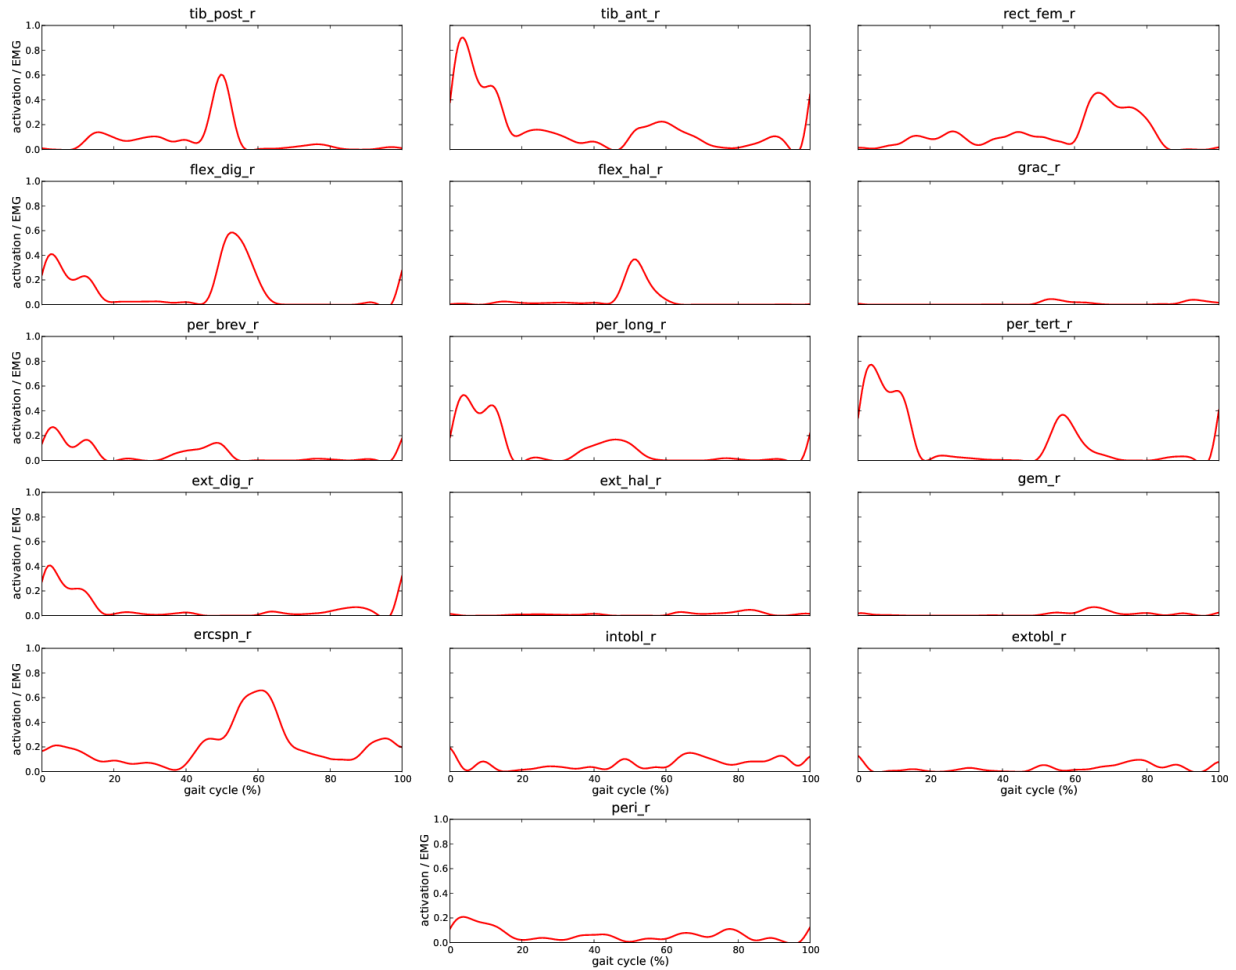 tib_post_r
tib_ant_r
rect_fem_r
1.0
0.8
0.6
0.4
0.2
0.0
activation / EMG
flex_dig_r
flex_hal_r
grac_r
1.0
0.8
0.6
0.4
0.2
0.0
activation / EMG
per_brev_r
per_long_r
per_tert_r
1.0
0.8
0.6
0.4
0.2
0.0
activation / EMG
ext_dig_r
ext_hal_r
gem_r
1.0
0.8
0.6
0.4
0.2
0.0
activation / EMG
ercspn_r
intobl_r
extobl_r
1.0
0.8
0.6
0.4
0.2
0.0
activation / EMG
0 20 40 60 80 100
0 20 40 60 80 100
0 20 40 60 80 100
gait cycle (%)
gait cycle (%)
gait cycle (%)
peri_r
1.0
0.8
0.6
0.4
0.2
0.0
activation / EMG
0 20 40 60 80 100
gait cycle (%)